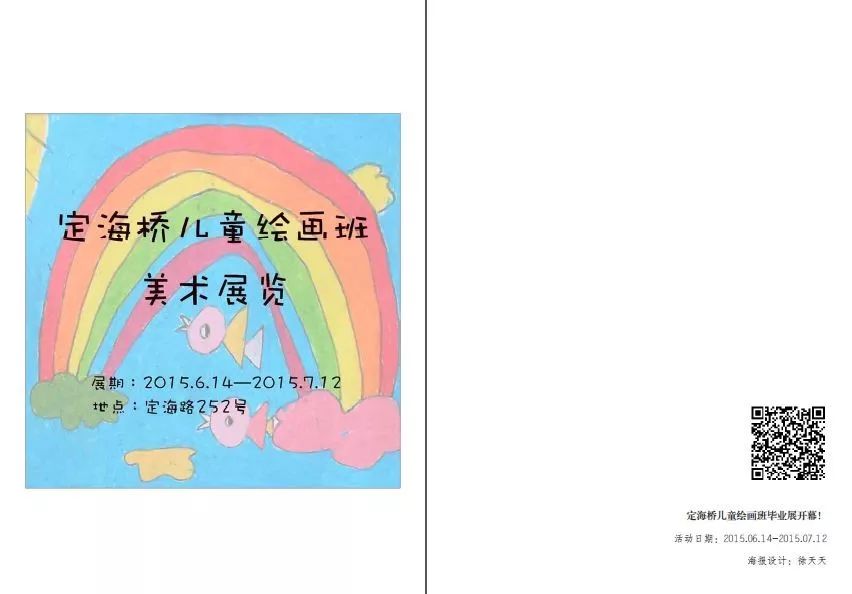 定海桥儿童绘画班
美术展览
展期：2015.6.14—2015.7.12
地点：定海路252号
定海桥儿童绘画班毕业展开幕!
活动日期：2015.06.14-2015.07.12
海报设计：徐天天